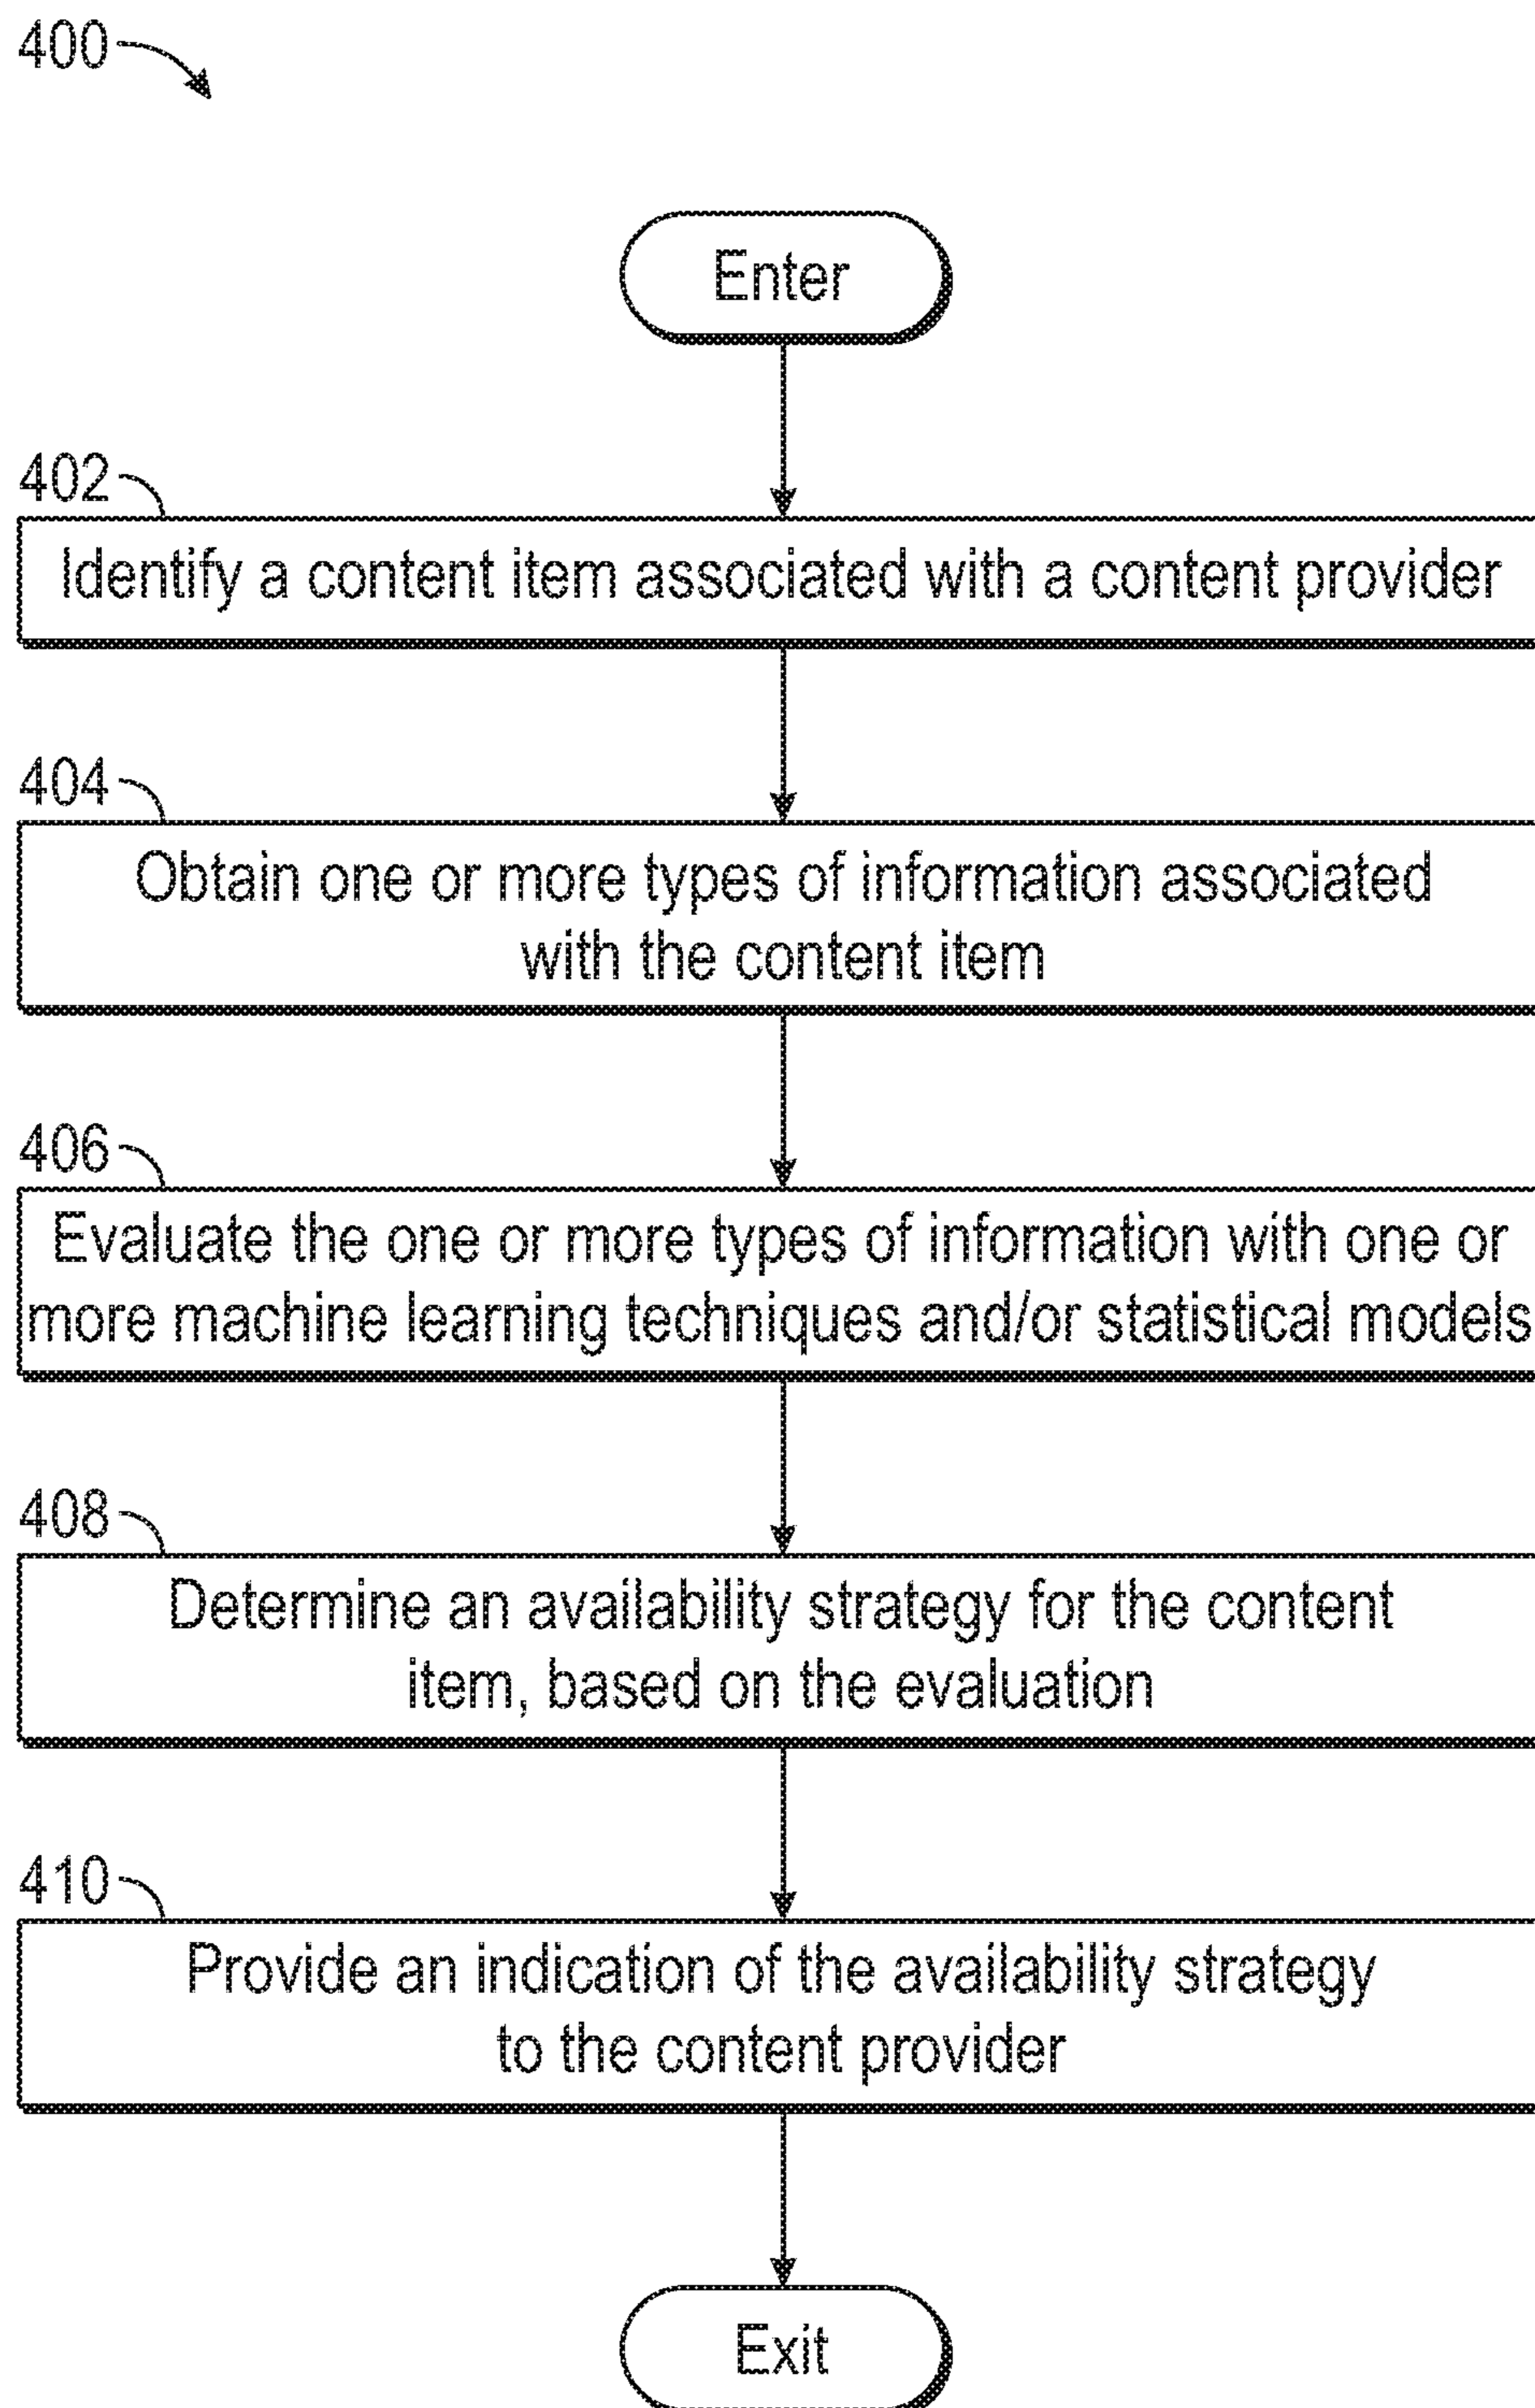 400
Enter
402
Identify a content item associated with a content provider
404
Obtain one or more types of information associated
with the content item
406
Evaluate the one or more types of information with one or
more machine learning techniques and/or statistical models
408
Determine an availability strategy for the content
item, based on the evaluation
410
Provide an indication of the availability strategy
to the content provider
Exit